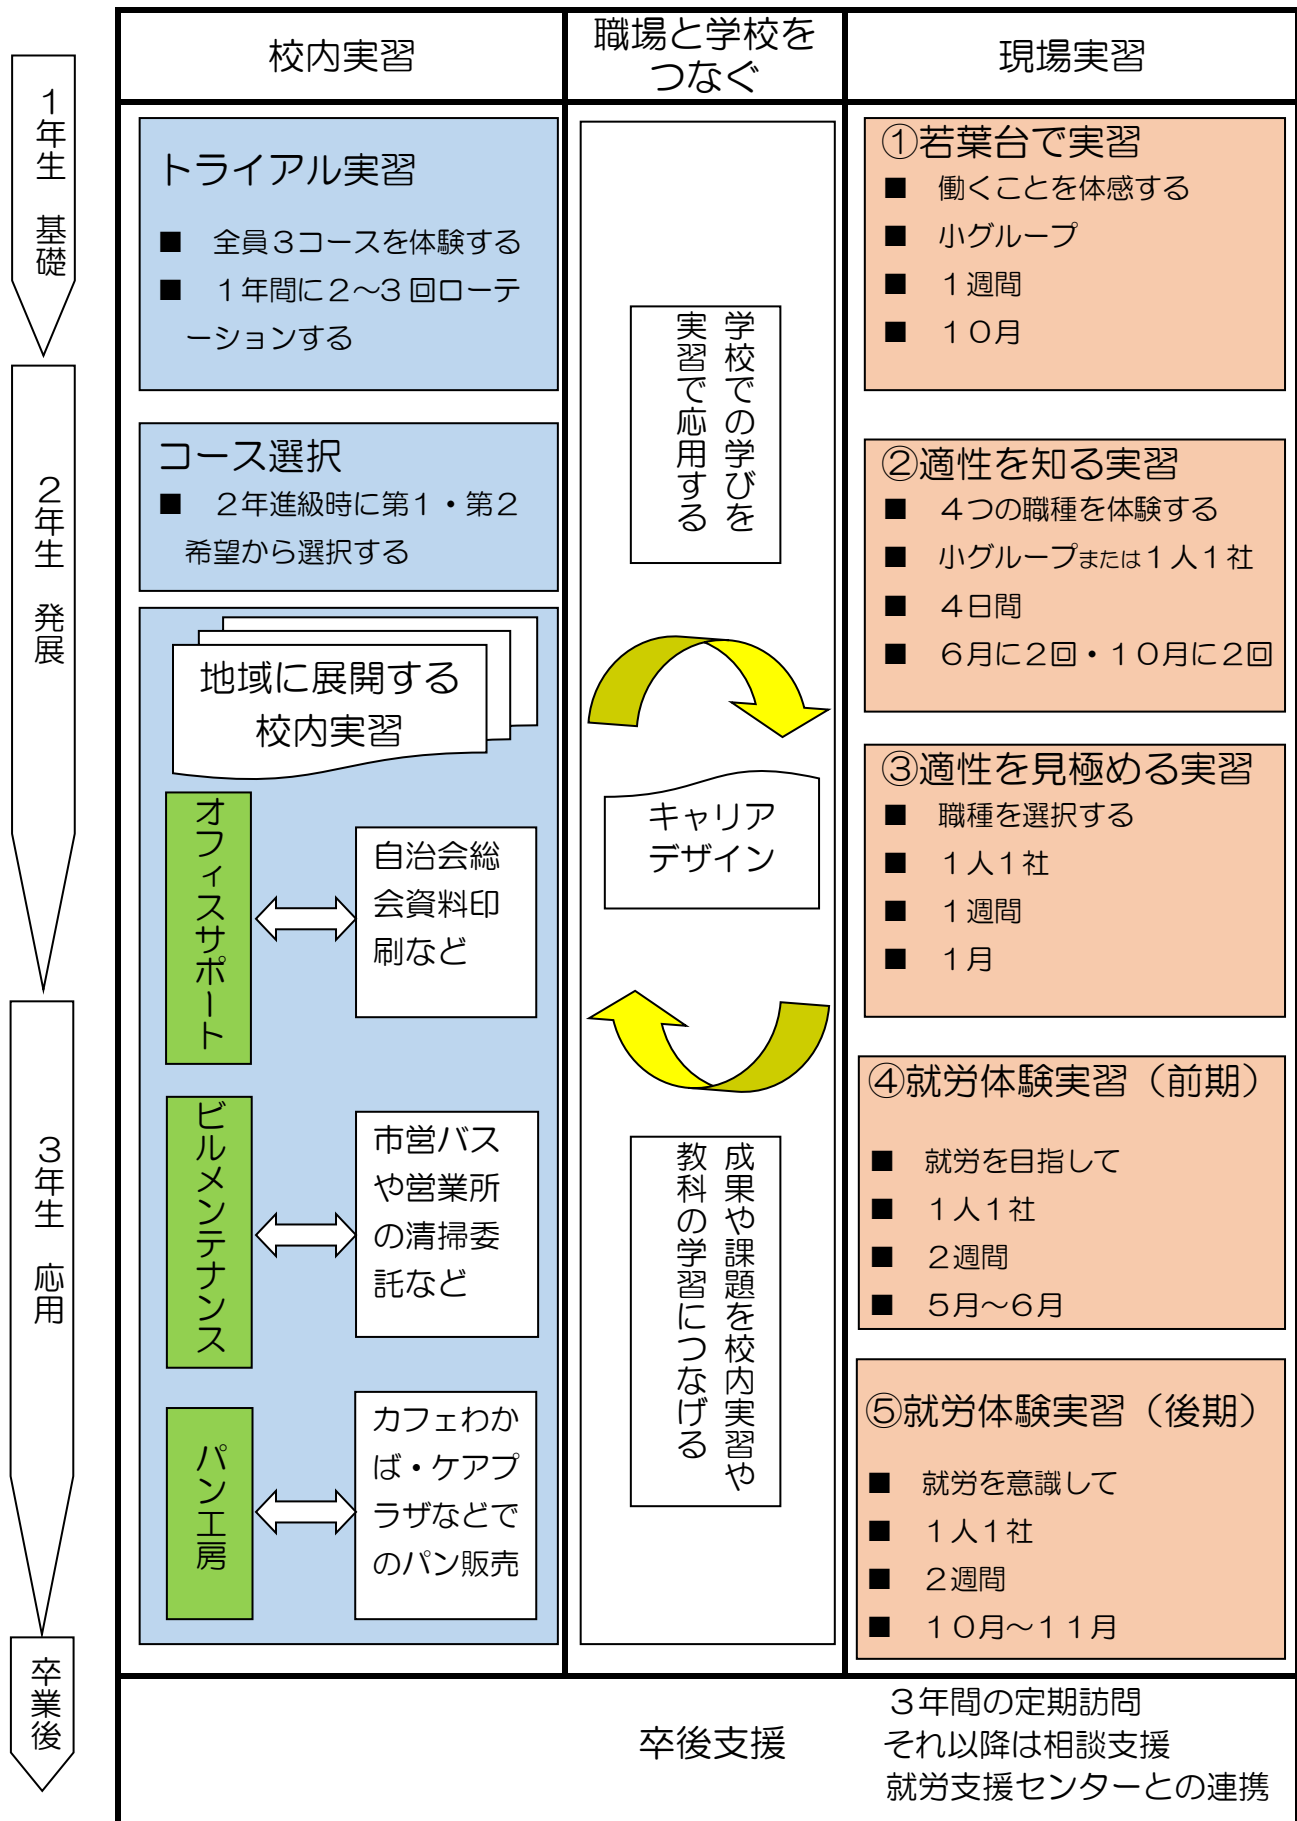 校内実習
職場と学校を
つなぐ
現場実習
１年生　基礎
２年生　発展
３年生　応用
卒業後
トライアル実習
■　全員３コースを体験する
■　１年間に２～３回ローテ
ーションする
コース選択
■　２年進級時に第１・第２
希望から選択する
地域に展開する
校内実習
オフィスサポート
自治会総
会資料印
刷など
ビルメンテナンス
市営バス
や営業所
の清掃委
託など
パン工房
カフェわか
ば・ケアプ
ラザなどで
のパン販売
学校での学びを
実習で応用する
キャリア
デザイン
成果や課題を校内実習や
教科の学習につなげる
①若葉台で実習
■　働くことを体感する
■　小グループ
■　１週間
■　１０月
②適性を知る実習
■　４つの職種を体験する
■　小グループまたは１人１社
■　４日間
■　６月に２回・１０月に２回
③適性を見極める実習
■　職種を選択する
■　１人１社
■　１週間
■　１月
④就労体験実習（前期）
■　就労を目指して
■　１人１社
■　２週間
■　５月～６月
⑤就労体験実習（後期）
■　就労を意識して
■　１人１社
■　２週間
■　１０月～１１月
卒後支援
３年間の定期訪問
それ以降は相談支援
就労支援センターとの連携